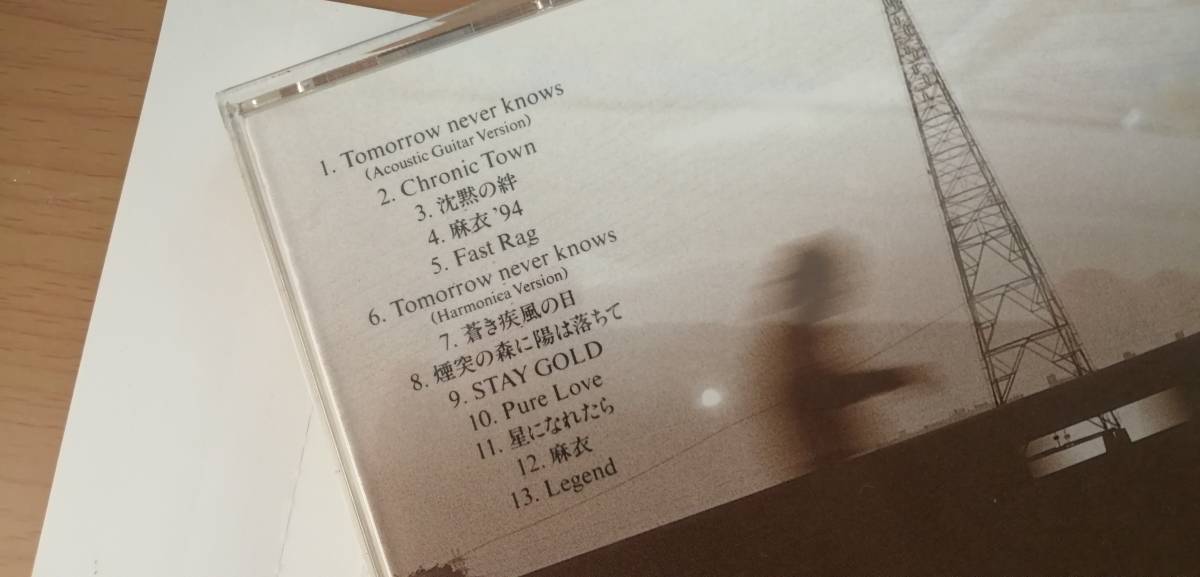 1. Tomorrow never knows
(Acoustic Guitar Version)
2. Chronic Town
3. 沈黙の絆
4. 麻衣 '94
5. Fast Rag
6. Tomorrow never knows
(Harmonica Version)
7. 蒼き疾風の日
8. 煙突の森に陽は落ちて
9. STAY GOLD
10. Pure Love
11. 星になれたら
12. 麻衣
13. Legend